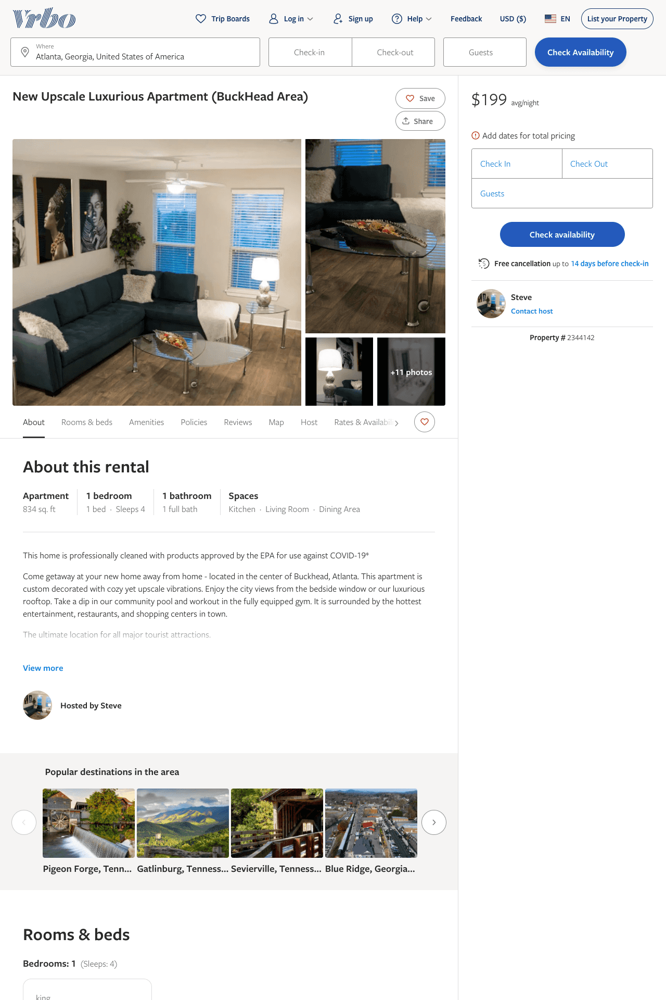 Vrbo
Trip Boards
Log in
Sign up
Help
Feedback
USD ($)
EN
List your Property
Where
Atlanta, Georgia, United States of America
Check-in
Check-out
Guests
Check Availability
New Upscale Luxurious Apartment (BuckHead Area)
Save
Share
+11 photos
$199 avg/night
Add dates for total pricing
Check In
Check Out
Guests
Check availability
Free cancellation up to 14 days before check-in
Steve
Contact host
Property # 2344142
About
Rooms & beds
Amenities
Policies
Reviews
Map
Host
Rates & Availabili
About this rental
Apartment
834 sq. ft
1 bedroom
1 bed · Sleeps 4
1 bathroom
1 full bath
Spaces
Kitchen · Living Room · Dining Area
This home is professionally cleaned with products approved by the EPA for use against COVID-19*
Come getaway at your new home away from home - located in the center of Buckhead, Atlanta. This apartment is
custom decorated with cozy yet upscale vibrations. Enjoy the city views from the bedside window or our luxurious
rooftop. Take a dip in our community pool and workout in the fully equipped gym. It is surrounded by the hottest
entertainment, restaurants, and shopping centers in town.
The ultimate location for all major tourist attractions.
View more
Hosted by Steve
Popular destinations in the area
Pigeon Forge, Tenn...
Gatlinburg, Tenness...
Sevierville, Tenness...
Blue Ridge, Georgia...
Rooms & beds
Bedrooms: 1 (Sleeps: 4)
king